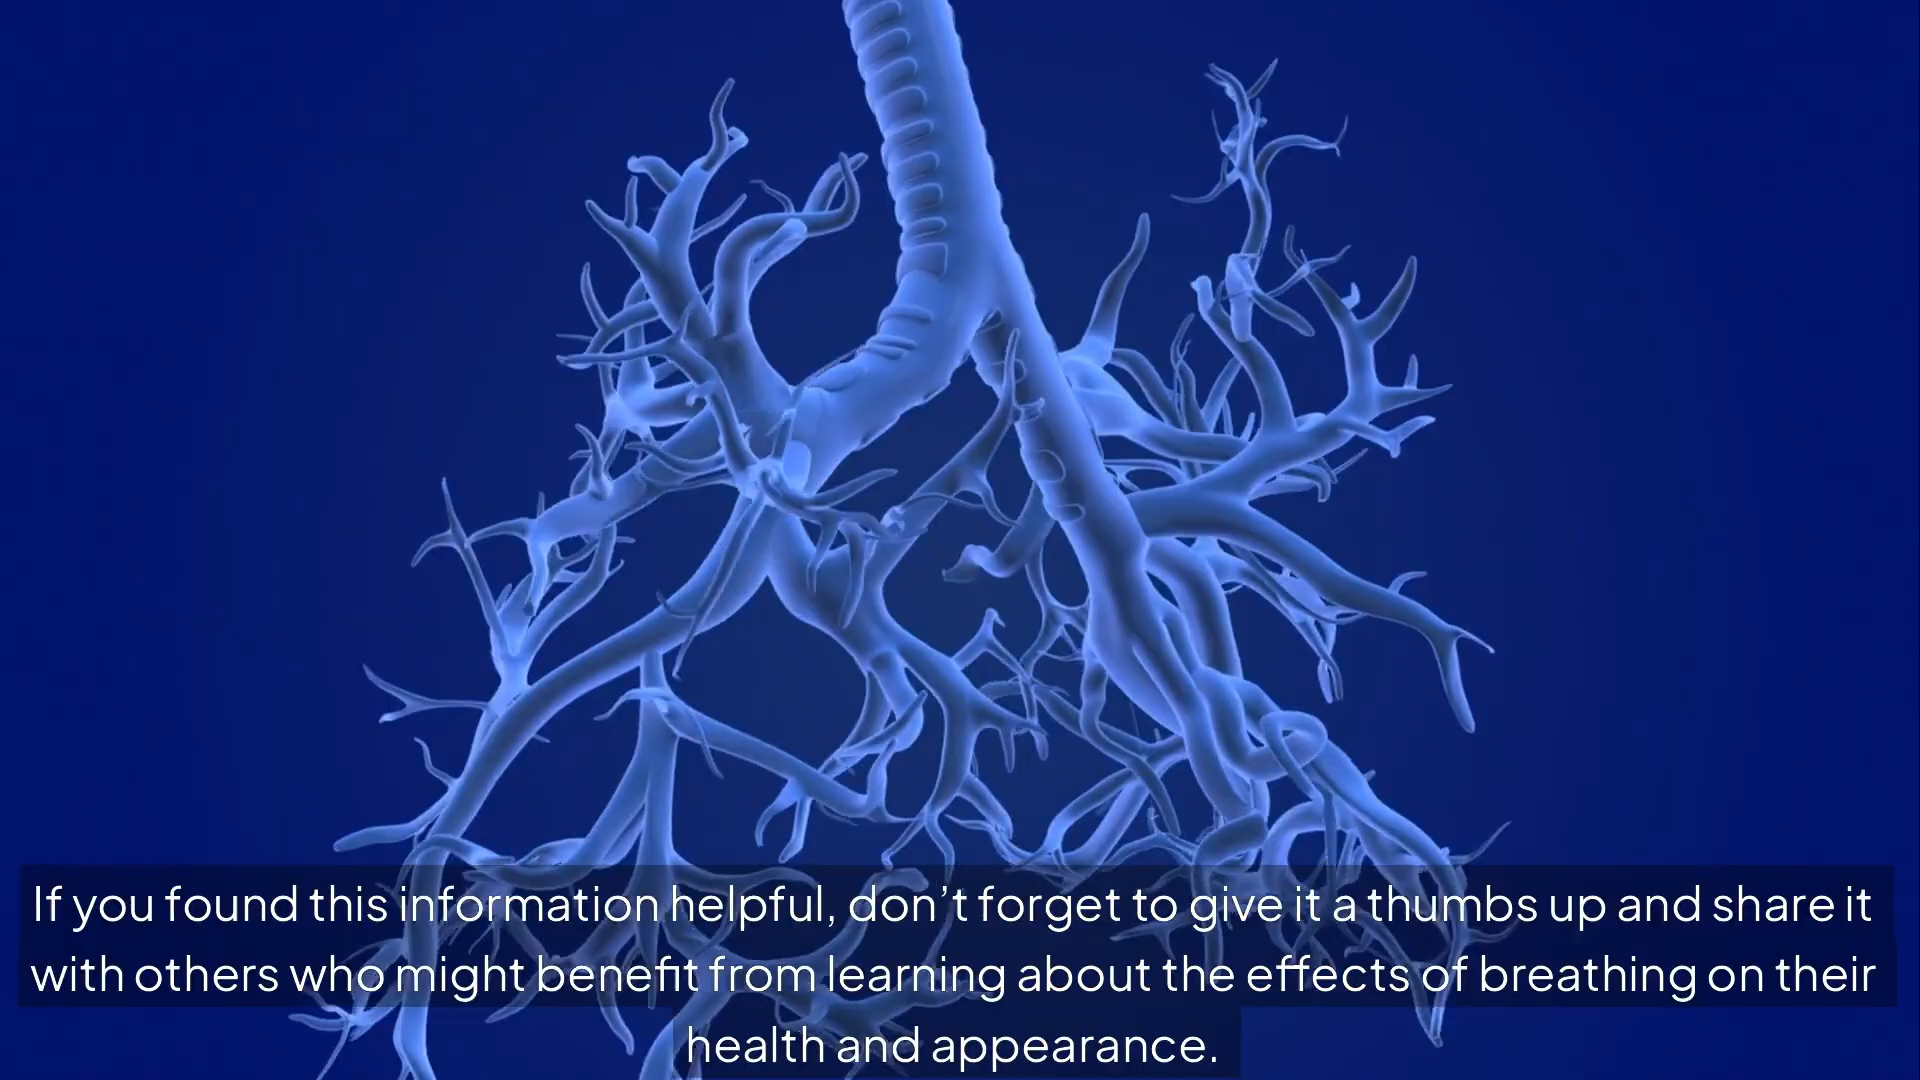 If you found this information helpful, don’t forget to give it a thumbs up and share it
with others who might benefit from learning about the effects of breathing on their
health and appearance.